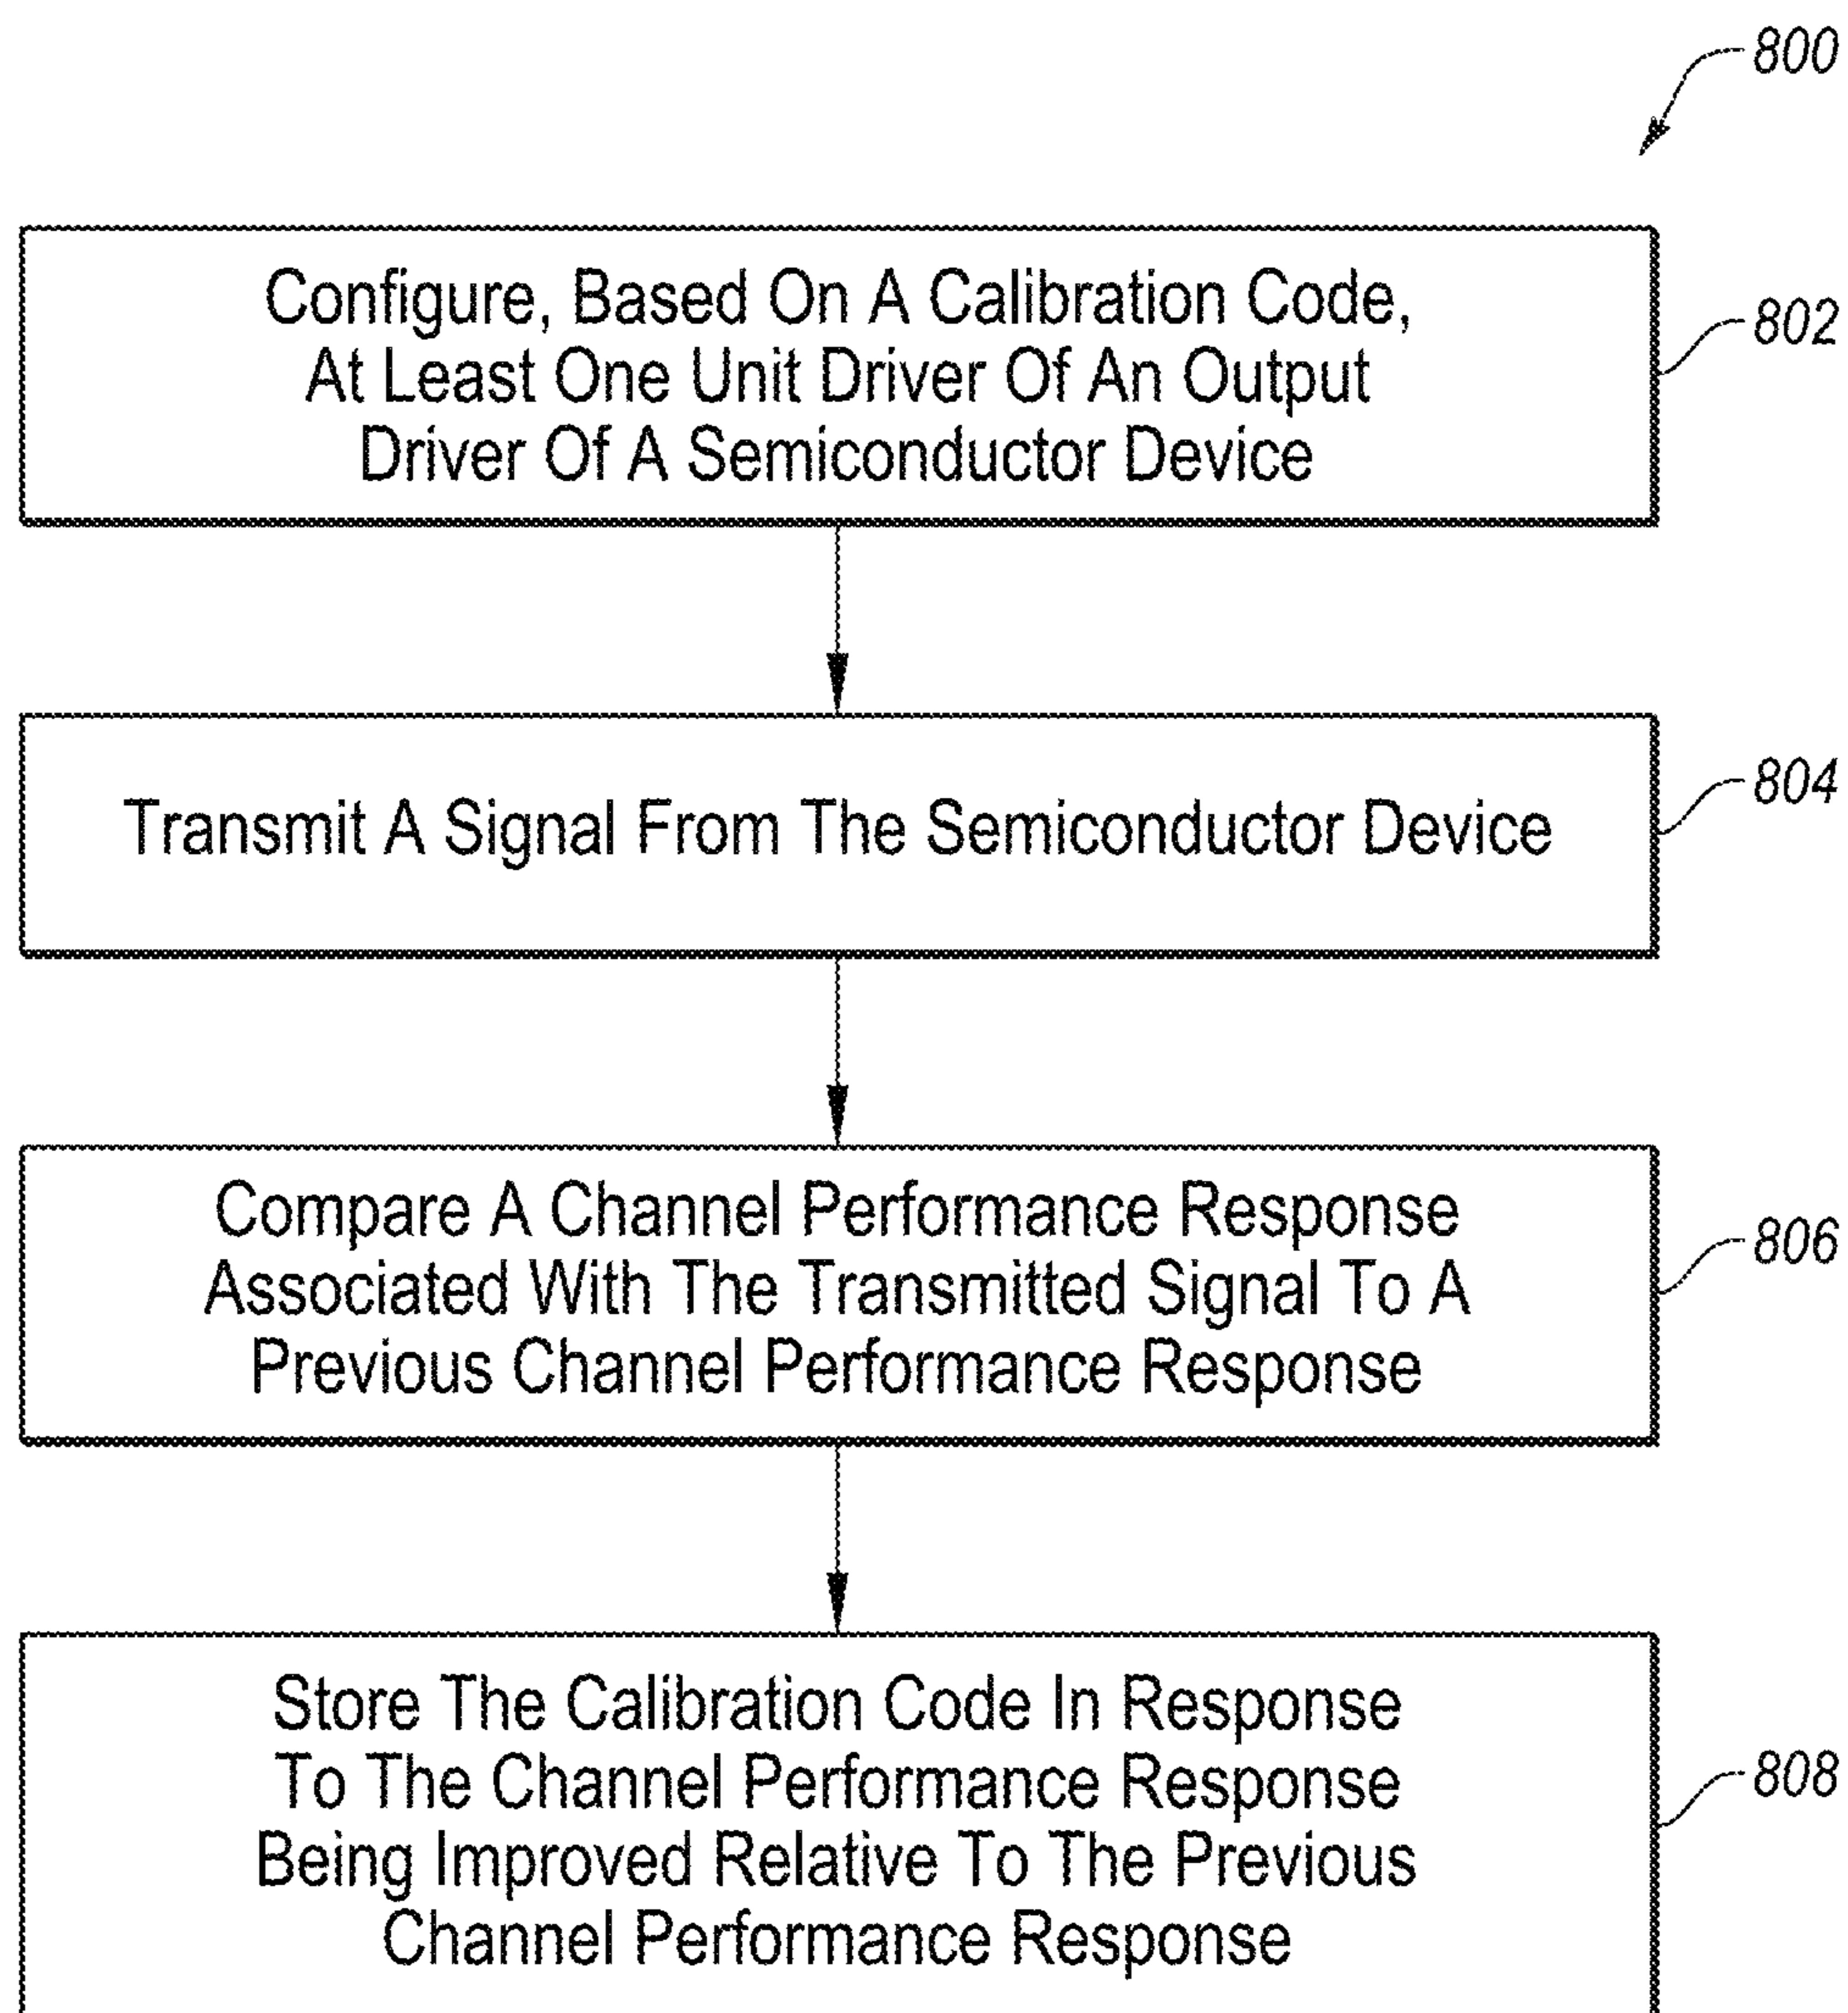 800
Configure, Based On A Calibration Code,
At Least One Unit Driver Of An Output
Driver Of A Semiconductor Device
802
Transmit A Signal From The Semiconductor Device
804
Compare A Channel Performance Response
Associated With The Transmitted Signal To A
Previous Channel Performance Response
806
Store The Calibration Code In Response
To The Channel Performance Response
Being Improved Relative To The Previous
Channel Performance Response
808